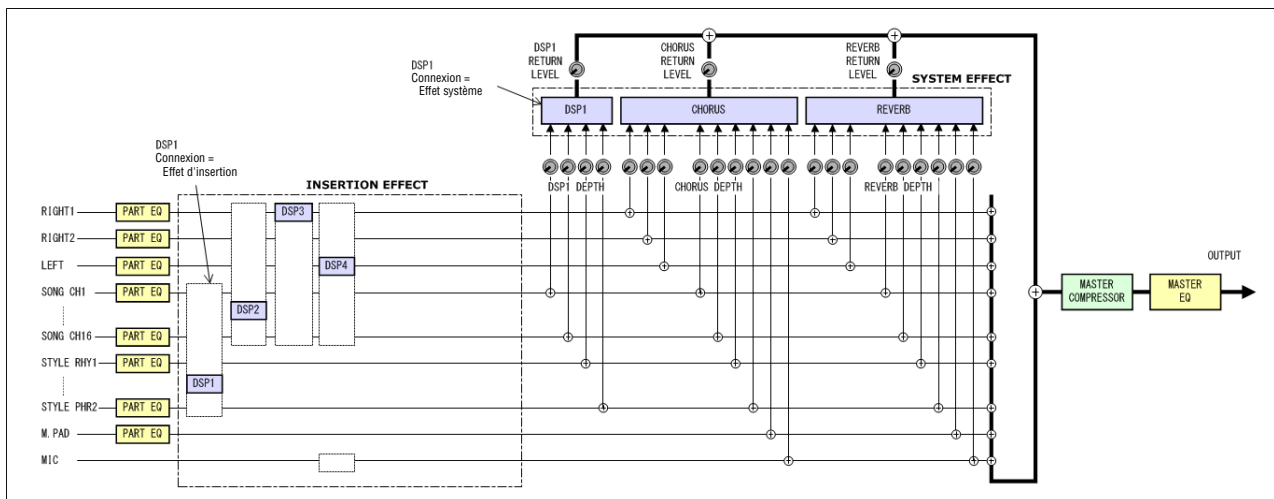 DSP1
RETURN
LEVEL
CHORUS
RETURN
LEVEL
REVERB
RETURN
LEVEL
DSP1
Connexion =
Effet système
SYSTEM EFFECT
DSP1
CHORUS
REVERB
DSP1
Connexion =
Effet d'insertion
INSERTION EFFECT
DSP1 DEPTH
CHORUS DEPTH
REVERB DEPTH
RIGHT1
PART EQ
DSP3
RIGHT2
PART EQ
LEFT
PART EQ
DSP4
SONG CH1
PART EQ
DSP2
SONG CH16
PART EQ
STYLE RHY1
PART EQ
DSP1
STYLE PHR2
PART EQ
M.PAD
PART EQ
MIC
OUTPUT
MASTER
COMPRESSOR
MASTER
EQ